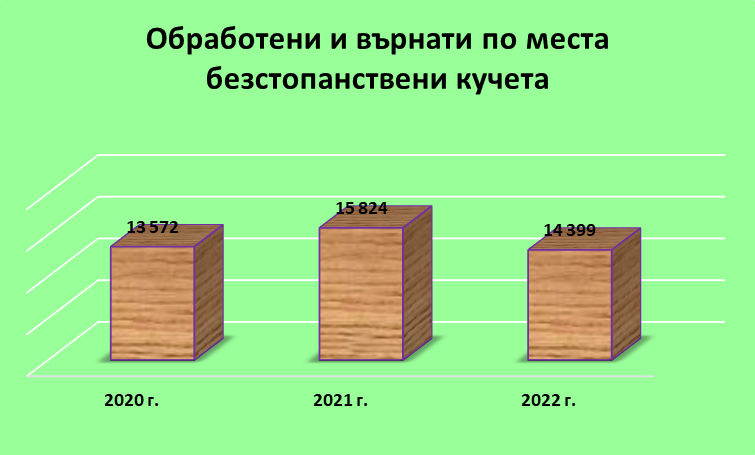 Обработени и върнати по места
безстопанствени кучета
13 572
15 824
14 399
2020 г.
2021 г.
2022 г.